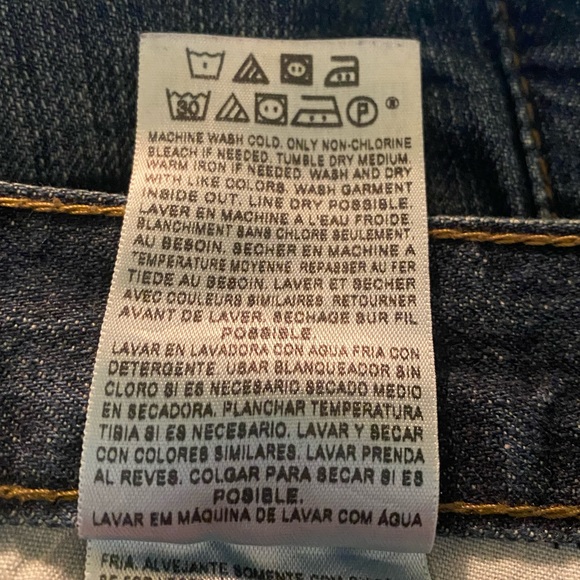 30 P ®
MACHINE WASH COLD. ONLY NON-CHLORINE
BLEACH IF NEEDED. TUMBLE DRY MEDIUM.
WARM IRON IF NEEDED. WASH AND DRY
WITH LIKE COLORS. WASH GARMENT
INSIDE OUT. LINE DRY POSSIBLE.
LAVER EN MACHINE A L'EAU FROIDE.
BLANCHIMENT SANS CHLORE SEULEMENT
AU BESOIN. SECHER EN MACHINE A
TEMPERATURE MOYENNE. REPASSER AU FER
TIEDE AU BESOIN. LAVER ET SECHER
AVEC COULEURS SIMILAIRES. RETOURNER
AVANT DE LAVER. SECHAGE SUR FIL
POSSIBLE.
LAVAR EN LAVADORA CON AGUA FRIA CON
DETERGENTE. USAR BLANQUEADOR SIN
CLORO SI ES NECESARIO SECADO MEDIO
EN SECADORA. PLANCHAR TEMPERATURA
TIBIA SI ES NECESARIO. LAVAR Y SECAR
CON COLORES SIMILARES. LAVAR PRENDA
AL REVES. COLGAR PARA SECAR SI ES
POSIBLE.
LAVAR EM MÁQUINA DE LAVAR COM ÁGUA
FRIA. ALVEJANTE SOMENTE COM